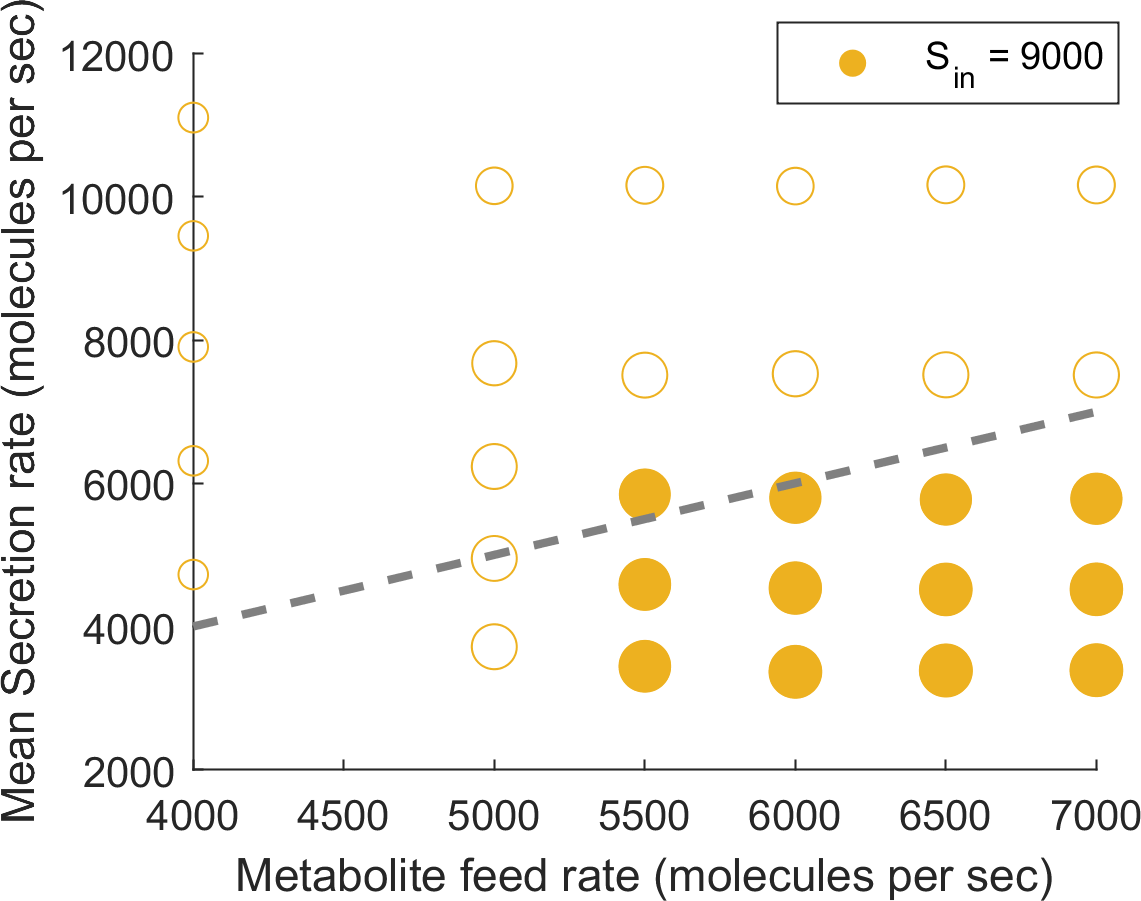 S_in = 9000
Mean Secretion rate (molecules per sec)
12000
10000
8000
6000
4000
2000
4000 4500 5000 5500 6000 6500 7000
Metabolite feed rate (molecules per sec)